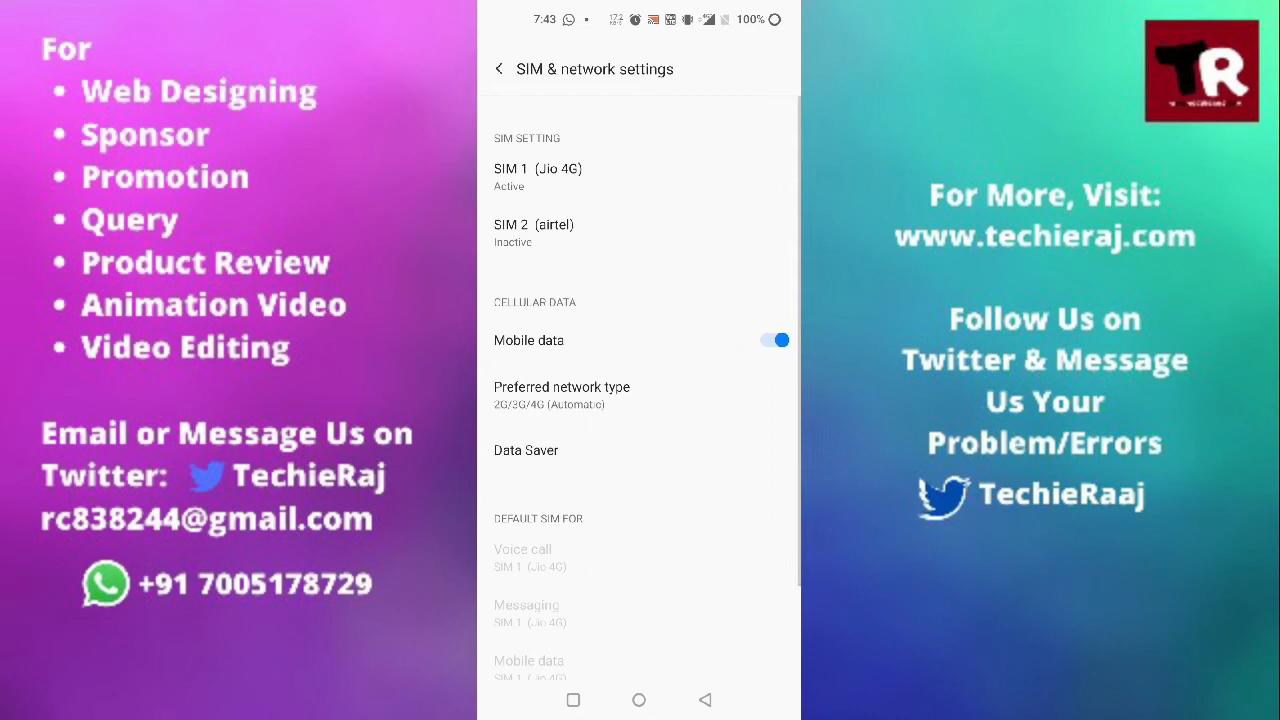 For
• Web Designing
• Sponsor
• Promotion
• Query
• Product Review
• Animation Video
• Video Editing
Email or Message Us on
Twitter: TechieRaj
rc838244@gmail.com
+91 7005178729
7:43
100%
SIM & network settings
SIM SETTING
SIM 1 (Jio 4G)
Active
SIM 2 (airtel)
Inactive
CELLULAR DATA
Mobile data
Preferred network type
2G/3G/4G (Automatic)
Data Saver
DEFAULT SIM FOR
Voice call
SIM 1 (Jio 4G)
Messaging
SIM 1 (Jio 4G)
Mobile data
SIM 1 (Jio 4G)
TR
For More, Visit:
www.techieraj.com
Follow Us on
Twitter & Message
Us Your
Problem/Errors
TechieRaaj